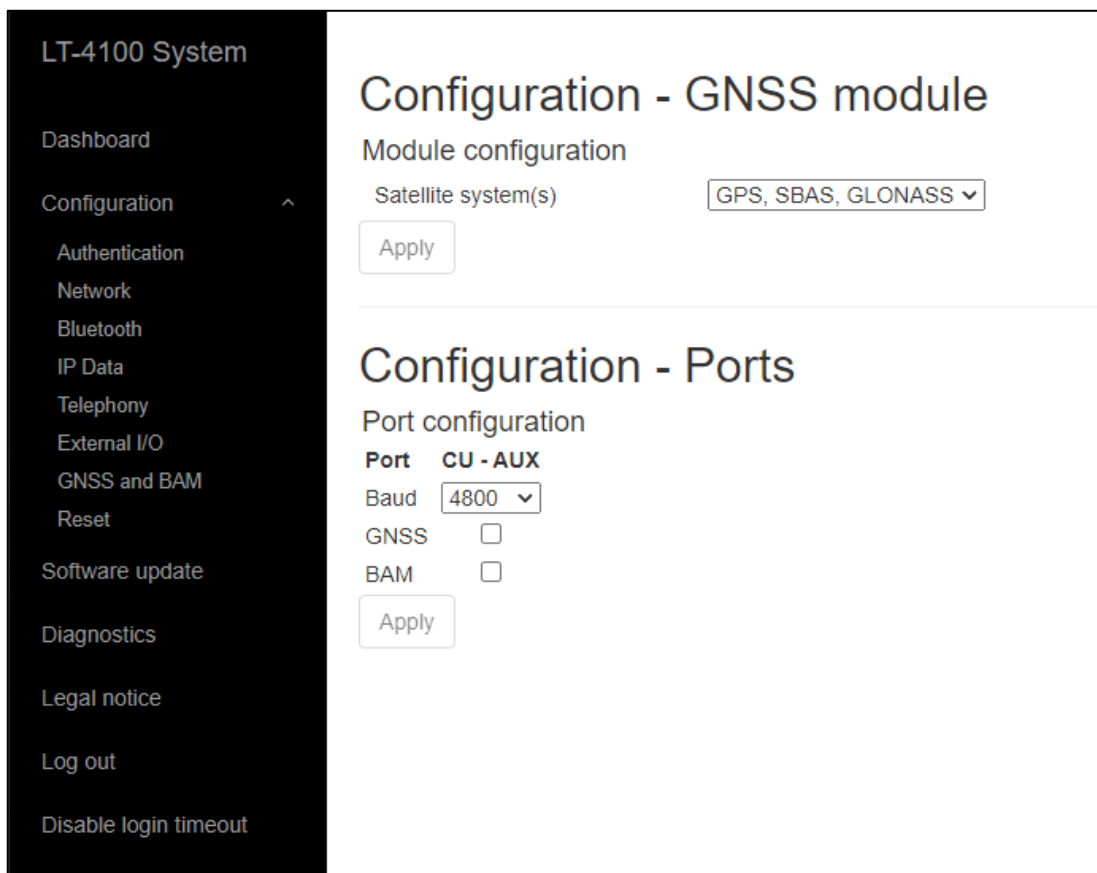 LT-4100 System
Dashboard
Configuration
Authentication
Network
Bluetooth
IP Data
Telephony
External I/O
GNSS and BAM
Reset
Software update
Diagnostics
Legal notice
Log out
Disable login timeout
Configuration - GNSS module
Module configuration
Satellite system(s) GPS, SBAS, GLONASS
Apply
Configuration - Ports
Port configuration
Port CU - AUX
Baud 4800
GNSS
BAM
Apply